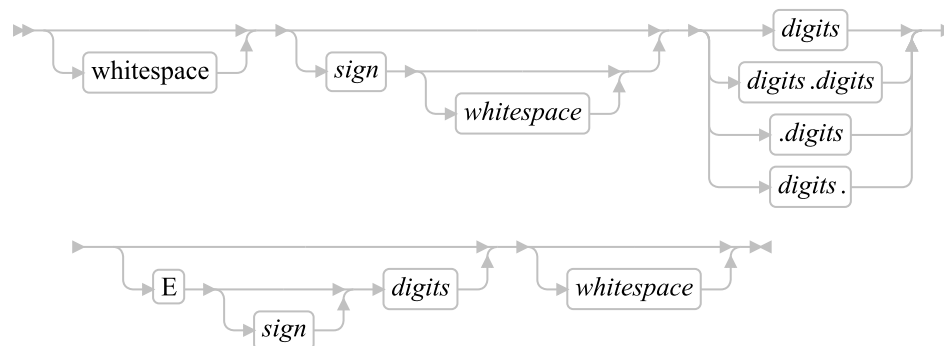 digits
whitespace
sign
digits .digits
whitespace
.digits
digits .
E
digits
whitespace
sign